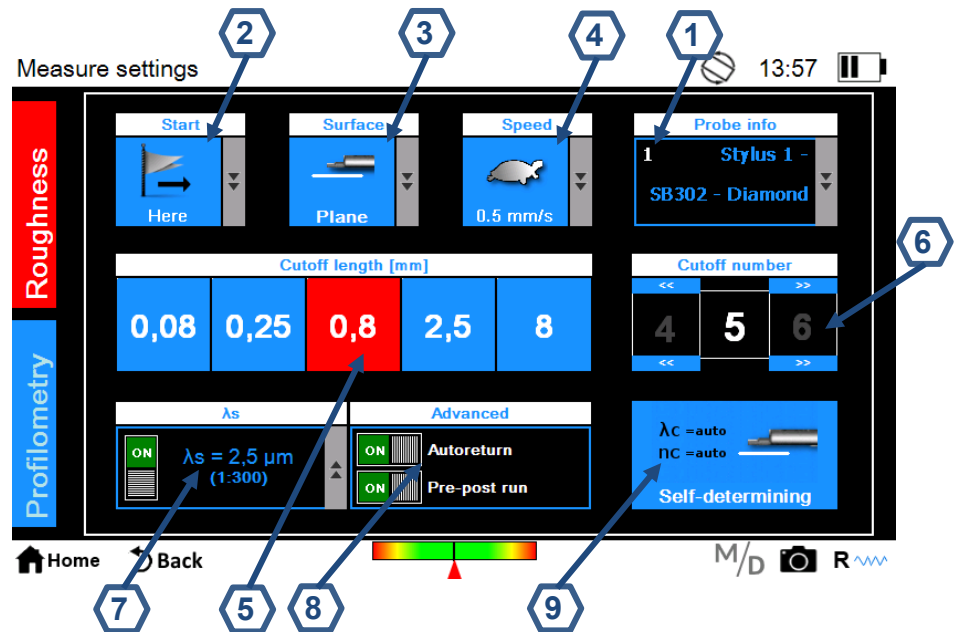 2
3
4
1
Measure settings
13:57
Roughness
Profilometry
Start
Here
Surface
Plane
Speed
0.5 mm/s
Probe info
1 Stylus 1 -
SB302 - Diamond
6
Cutoff length [mm]
0,08 0,25 0,8 2,5 8
Cutoff number
<< >>
4 5 6
<< >>
λs
ON
λs = 2,5 µm
(1:300)
Advanced
ON Autoreturn
ON Pre-post run
λc =auto
nc =auto
Self-determining
Home
Back
M/D
R
7
5
8
9